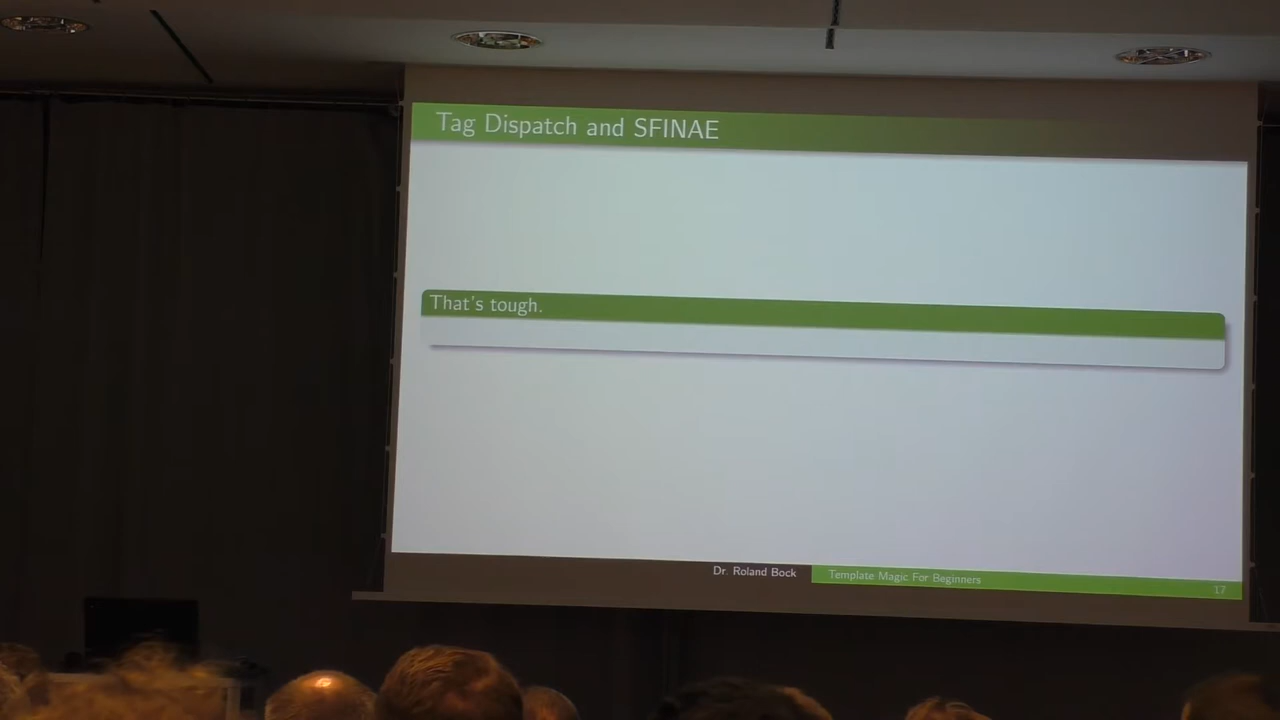 Tag Dispatch and SFINAE
That's tough.
Dr. Roland Bock
Template Magic For Beginners
17